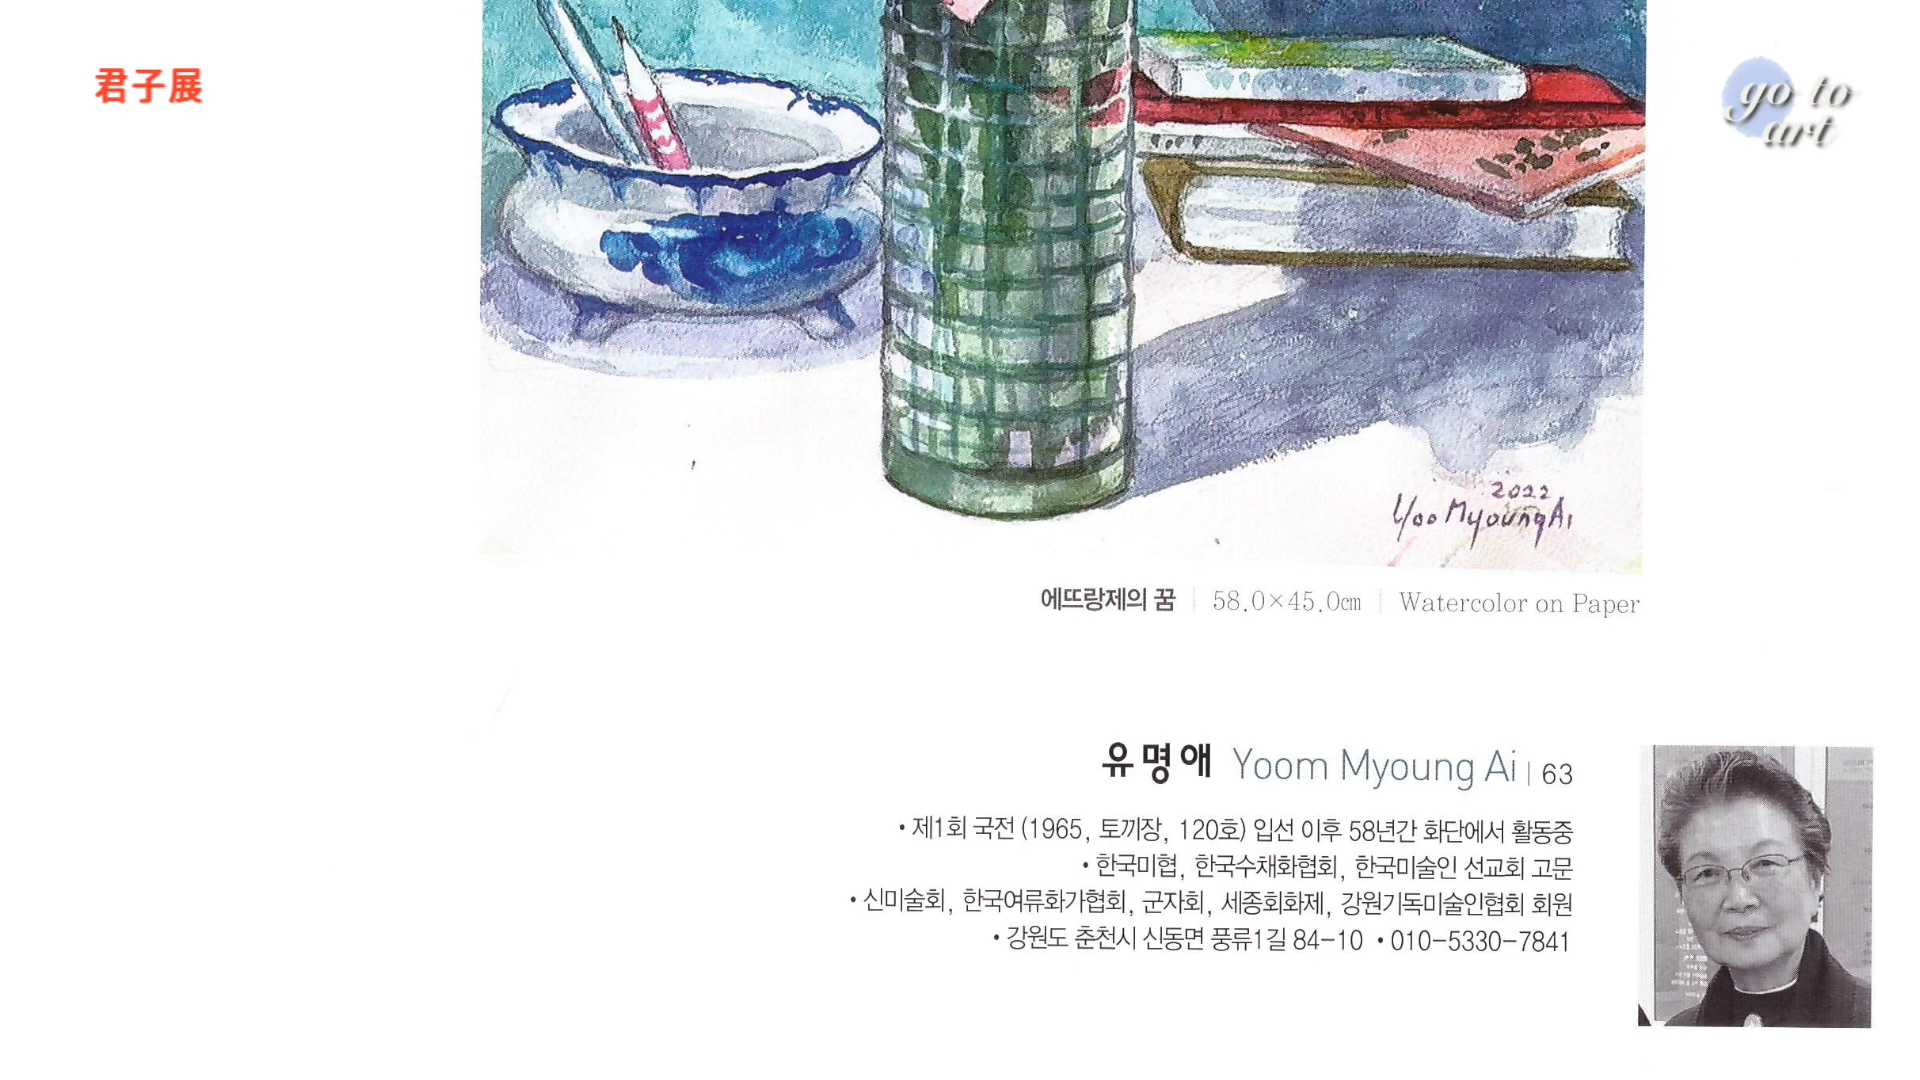 君子展
go to
art
2022
Yoo Myoung Ai
에뜨랑제의 꿈 | 58.0×45.0㎝ | Watercolor on Paper
유명애 Yoom Myoung Ai | 63
• 제1회 국전 (1965, 토끼장, 120호) 입선 이후 58년간 화단에서 활동중
• 한국미협, 한국수채화협회, 한국미술인 선교회 고문
• 신미술회, 한국여류화가협회, 군자회, 세종회화제, 강원기독미술인협회 회원
• 강원도 춘천시 신동면 풍류1길 84-10 • 010-5330-7841